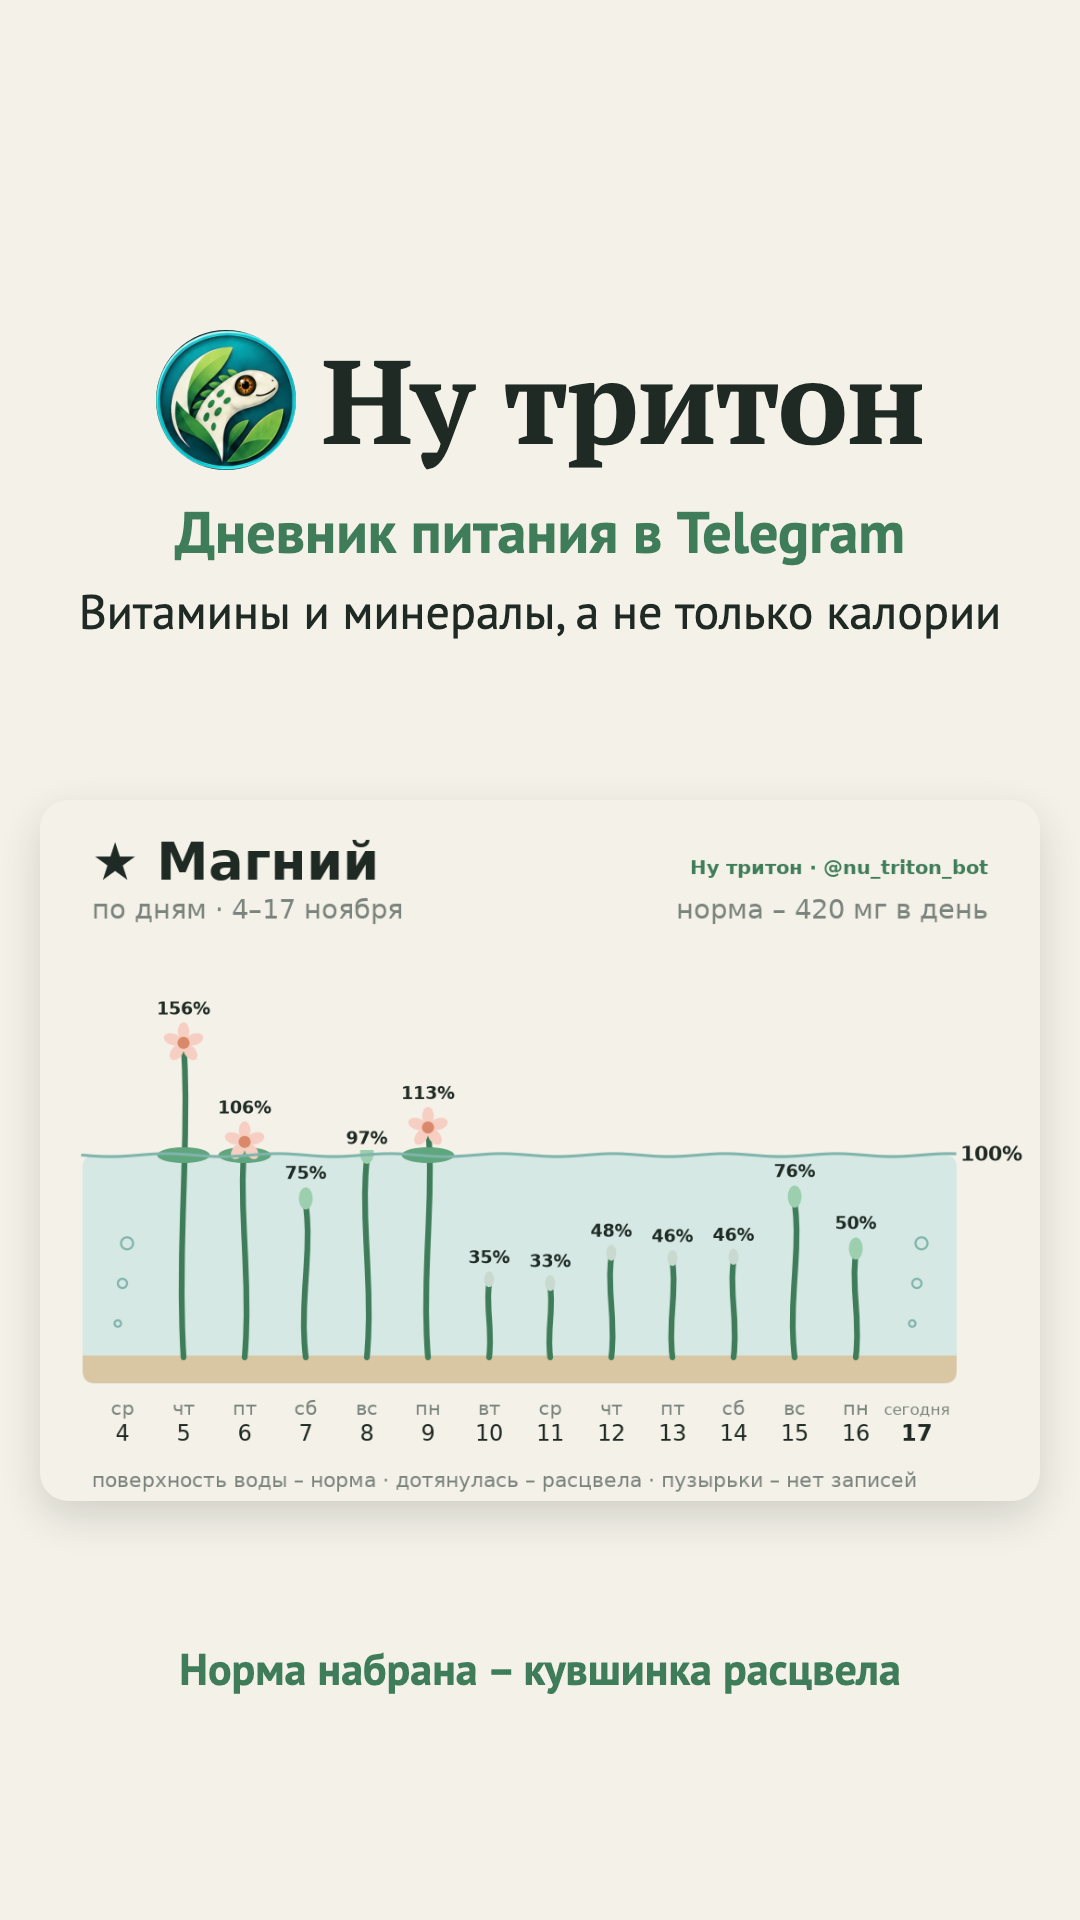 Ну тритон
Дневник питания в Telegram
Витамины и минералы, а не только калории
★ Магний
Ну тритон · @nu_triton_bot
по дням · 4–17 ноября
норма – 420 мг в день
156%
106%
75%
97%
113%
35%
33%
48%
46%
46%
76%
50%
100%
ср чт пт сб вс пн вт ср чт пт сб вс пн сегодня
4 5 6 7 8 9 10 11 12 13 14 15 16 17
поверхность воды – норма · дотянулась – расцвела · пузырьки – нет записей
Норма набрана – кувшинка расцвела